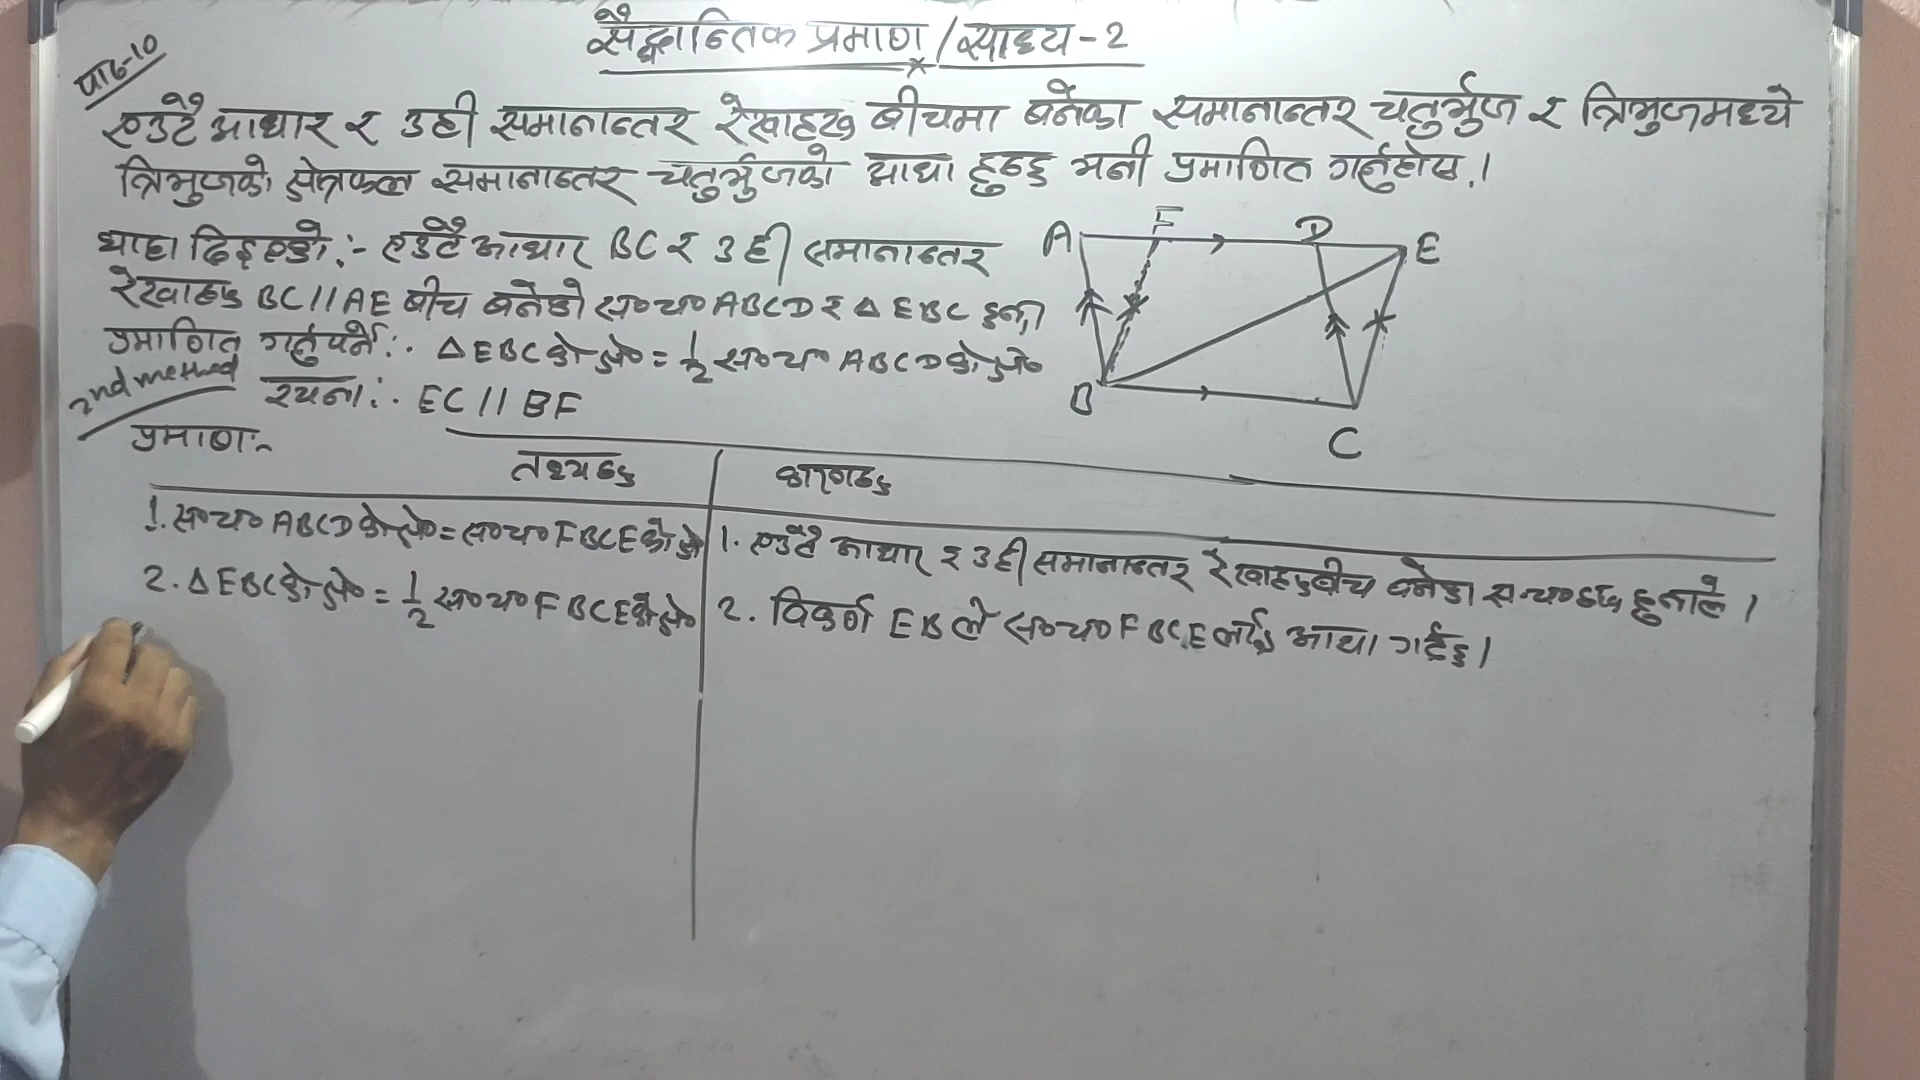 सैद्धान्तिक प्रमाण / साध्य - 2
पाठ-10
एउटै आधार र उही समानान्तर रेखाहरु बीचमा बनेका समानान्तर चतुर्भुज र त्रिभुजमध्ये
त्रिभुजको क्षेत्रफल समानान्तर चतुर्भुजको आधा हुन्छ भनी प्रमाणित गर्नुहोस् ।
थाहा दिइएको :- एउटै आधार BC र उही समानान्तर
रेखाहरु BC//AE बीच बनेको स०च० ABCD र △ EBC हुन् ।
प्रमाणित गर्नुपर्ने :- △EBC को क्षे० = 1/2 स०च० ABCD को क्षे०
2nd method
रचना :- EC // BF
प्रमाण :-
A F D E
B C
तथ्यहरु कारणहरु
1. स०च० ABCD को क्षे० = स०च० FBCE को क्षे०
1. एउटै आधार र उही समानान्तर रेखाहरुबीच बनेका स०च०हरु हुनाले ।
2. △EBC को क्षे० = 1/2 स०च० FBCE को क्षे०
2. विकर्ण EB ले स०च० FBCE लाई आधा गर्दछ ।